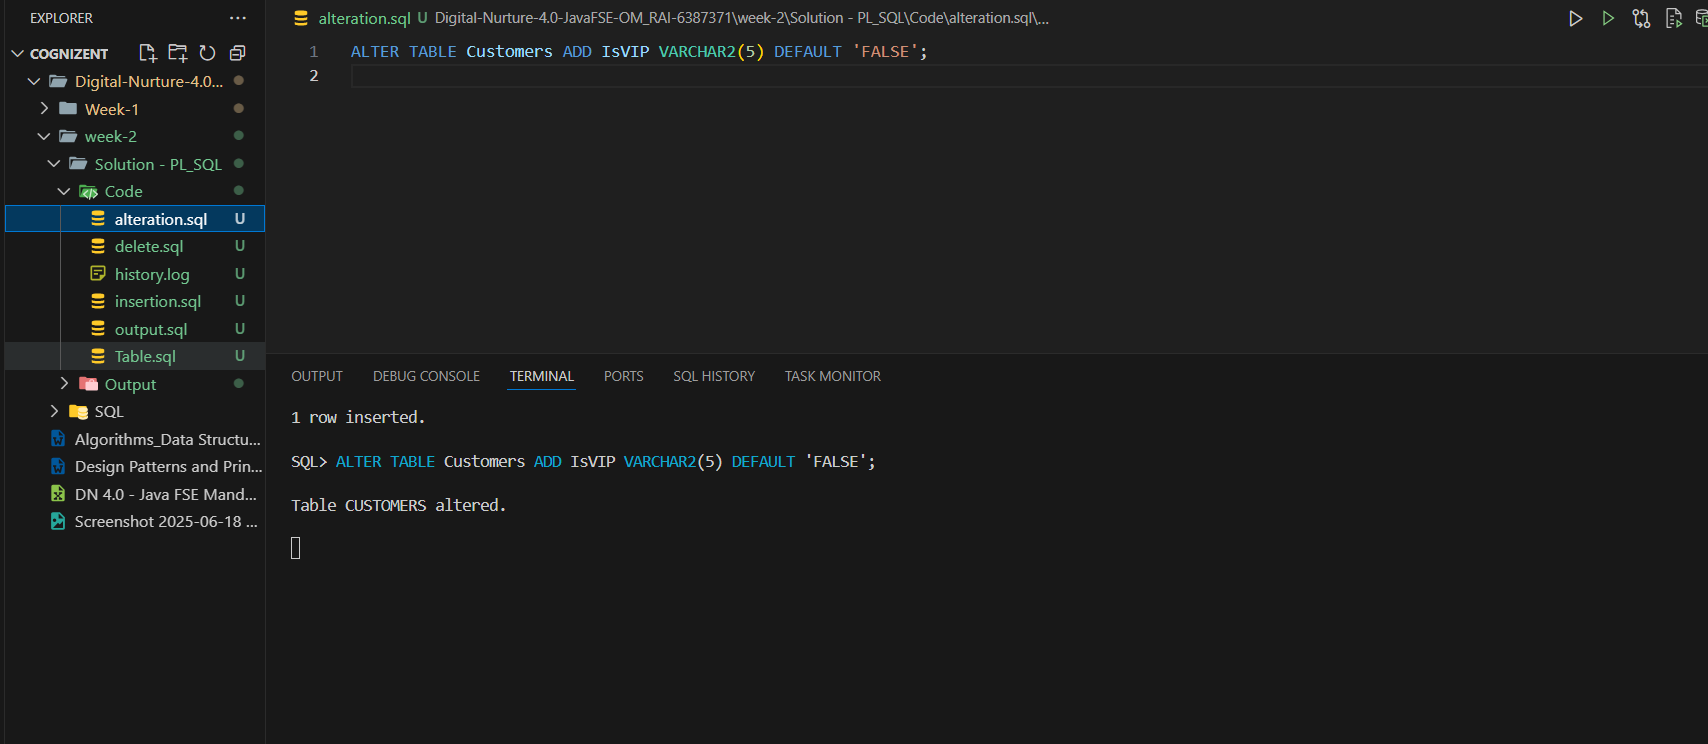 EXPLORER ...
COGNIZENT
Digital-Nurture-4.0...
Week-1
week-2
Solution - PL_SQL
Code
alteration.sql U
delete.sql U
history.log U
insertion.sql U
output.sql U
Table.sql U
Output
SQL
Algorithms_Data Structu...
Design Patterns and Prin...
DN 4.0 - Java FSE Mand...
Screenshot 2025-06-18 ...
alteration.sql U Digital-Nurture-4.0-JavaFSE-OM_RAI-6387371\week-2\Solution - PL_SQL\Code\alteration.sql\...
1 ALTER TABLE Customers ADD IsVIP VARCHAR2(5) DEFAULT 'FALSE';
2
OUTPUT DEBUG CONSOLE TERMINAL PORTS SQL HISTORY TASK MONITOR
1 row inserted.
SQL> ALTER TABLE Customers ADD IsVIP VARCHAR2(5) DEFAULT 'FALSE';
Table CUSTOMERS altered.